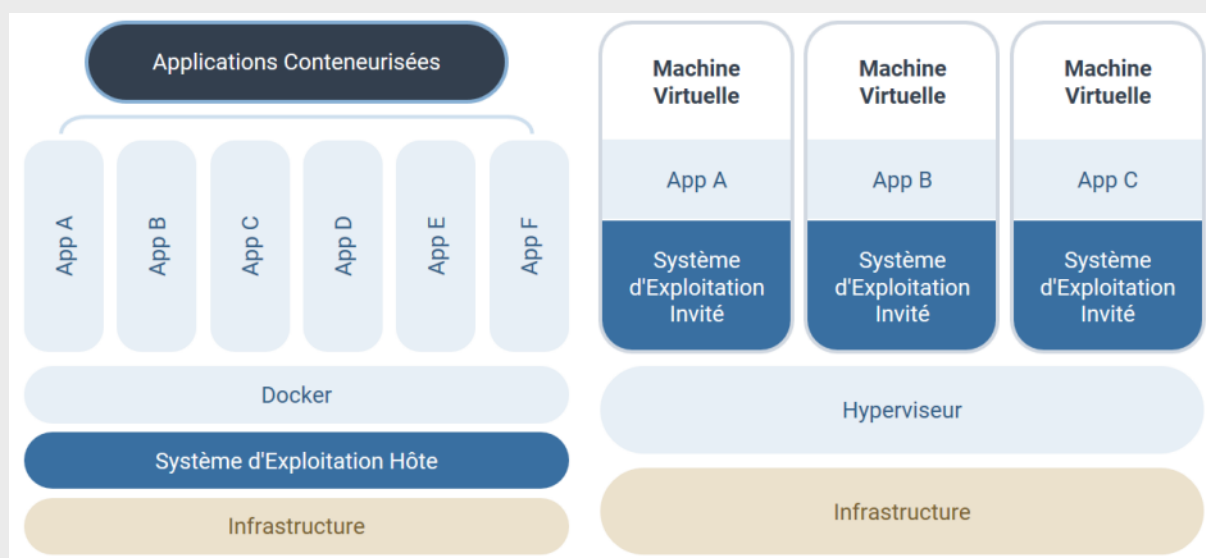 Applications Conteneurisées
App A
App B
App C
App D
App E
App F
Docker
Système d'Exploitation Hôte
Infrastructure
Machine
Virtuelle
App A
Système
d'Exploitation
Invité
Machine
Virtuelle
App B
Système
d'Exploitation
Invité
Machine
Virtuelle
App C
Système
d'Exploitation
Invité
Hyperviseur
Infrastructure